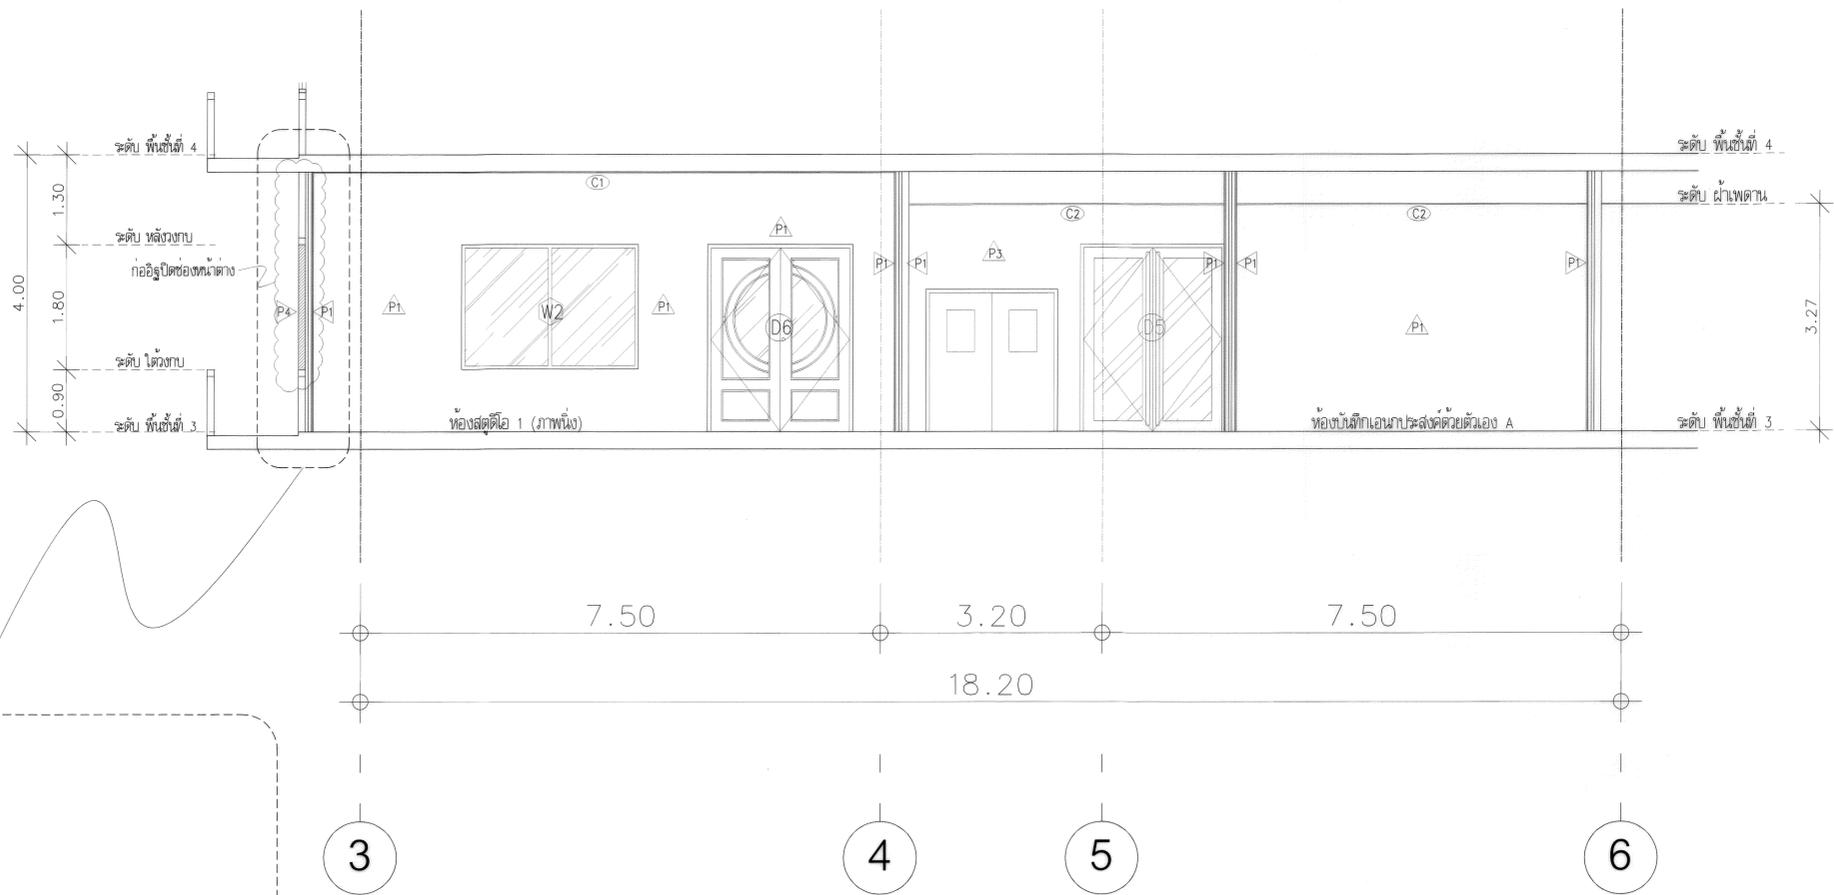 ระดับ พื้นชั้นที่ 4
ระดับ พื้นชั้นที่ 4
C1
ระดับ ฝ้าเพดาน
1.30
C2
C2
P1
ระดับ หลังวงกบ
P3
ก่ออิฐปิดช่องหน้าต่าง
P1
P1
P1
P1
P1
4.00
1.80
P4
P1
P1
W2
P1
D6
D5
P1
3.27
ระดับ ใต้วงกบ
0.90
ระดับ พื้นชั้นที่ 3
ห้องสตูดิโอ 1 (ภาพนิ่ง)
ห้องบันทึกเอนกประสงค์ด้วยตัวเอง A
ระดับ พื้นชั้นที่ 3
7.50
3.20
7.50
18.20
3
4
5
6